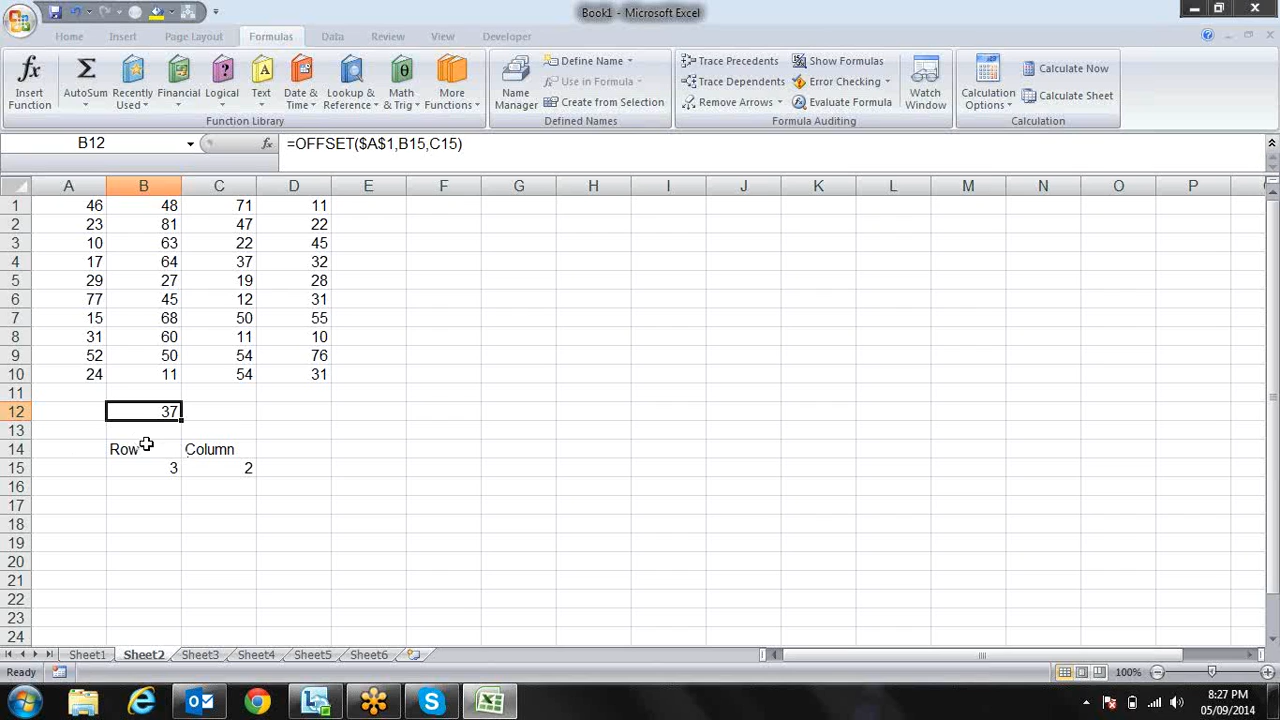 Book1 - Microsoft Excel
Home Insert Page Layout Formulas Data Review View Developer
Insert Function
AutoSum
Recently Used
Financial
Logical
Text
Date & Time
Lookup & Reference
Math & Trig
More Functions
Function Library
Name Manager
Define Name
Use in Formula
Create from Selection
Defined Names
Trace Precedents
Trace Dependents
Remove Arrows
Show Formulas
Error Checking
Evaluate Formula
Formula Auditing
Watch Window
Calculation Options
Calculate Now
Calculate Sheet
Calculation
B12 fx =OFFSET($A$1,B15,C15)
A B C D E F G H I J K L M N O P
1 46 48 71 11
2 23 81 47 22
3 10 63 22 45
4 17 64 37 32
5 29 27 19 28
6 77 45 12 31
7 15 68 50 55
8 31 60 11 10
9 52 50 54 76
10 24 11 54 31
11
12 37
13
14 Row Column
15 3 2
16
17
18
19
20
21
22
23
24
Sheet1 Sheet2 Sheet3 Sheet4 Sheet5 Sheet6
Ready 100%
8:27 PM
05/09/2014